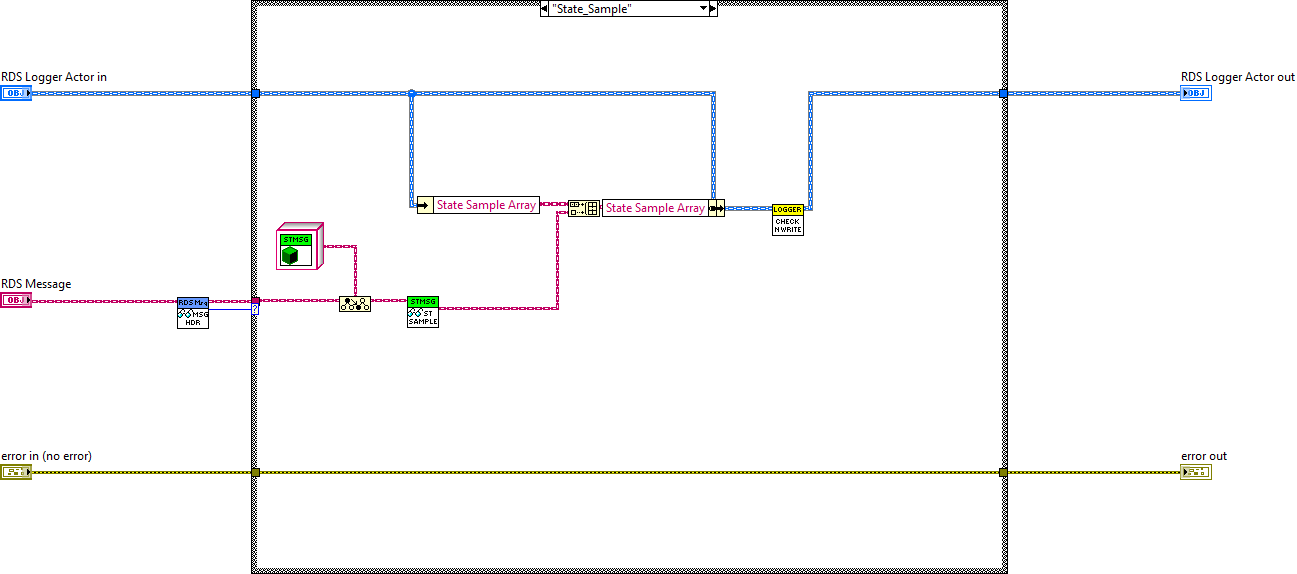 "State_Sample"
RDS Logger Actor in
OBJ
RDS Logger Actor out
OBJ
State Sample Array
State Sample Array
LOGGER
CHECK
N WRITE
STMSG
RDS Message
OBJ
RDS Msg
MSG
HDR
?
STMSG
ST
SAMPLE
error in (no error)
error out